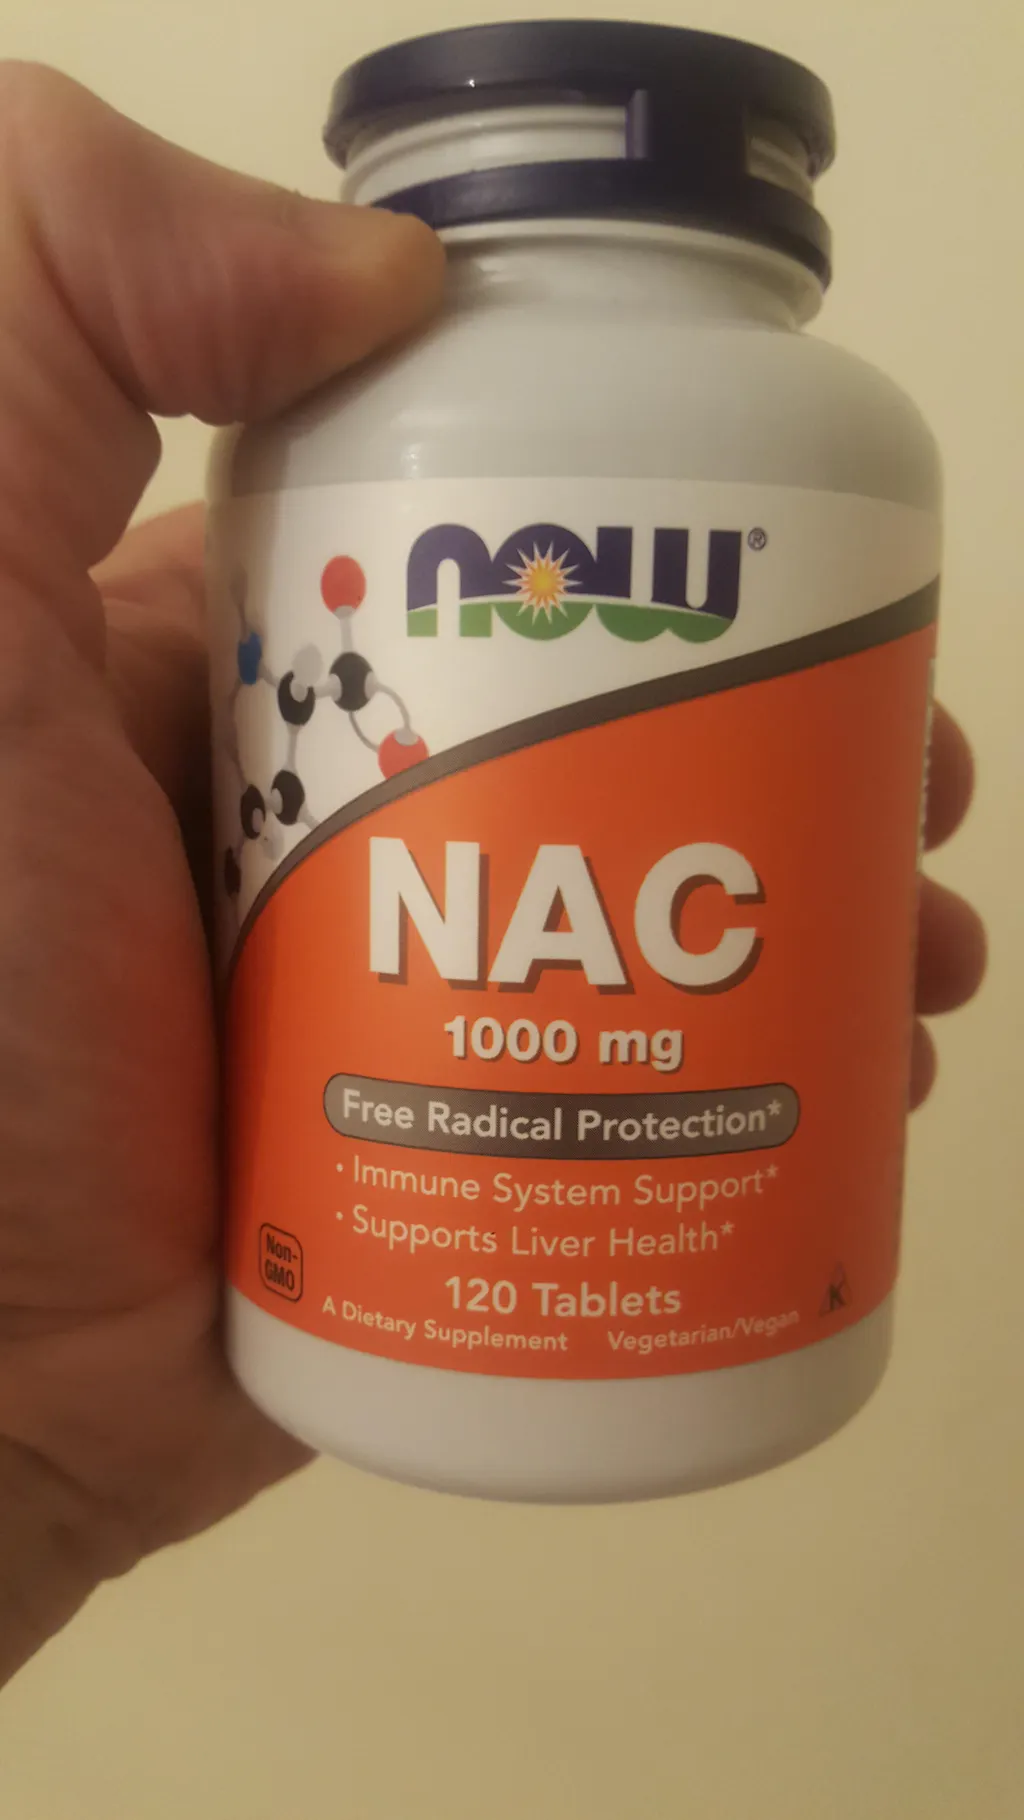 NOW®
NAC
1000 mg
Free Radical Protection*
• Immune System Support*
• Supports Liver Health*
Non-
GMO
120 Tablets
A Dietary Supplement Vegetarian/Vegan
K